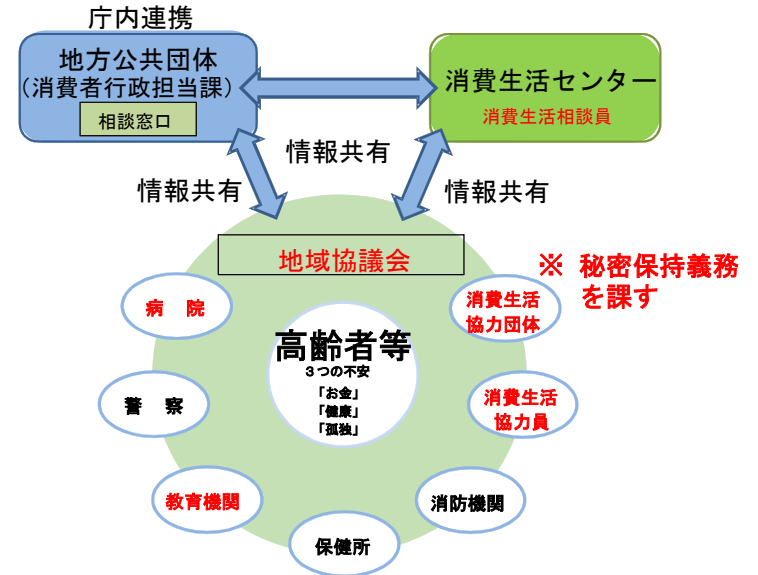 庁内連携
地方公共団体
（消費者行政担当課）
相談窓口
消費生活センター
消費生活相談員
情報共有
情報共有
情報共有
地域協議会
※ 秘密保持義務
を課す
病 院
消費生活
協力団体
高齢者等
３つの不安
「お金」
「健康」
「孤独」
警 察
消費生活
協力員
教育機関
消防機関
保健所